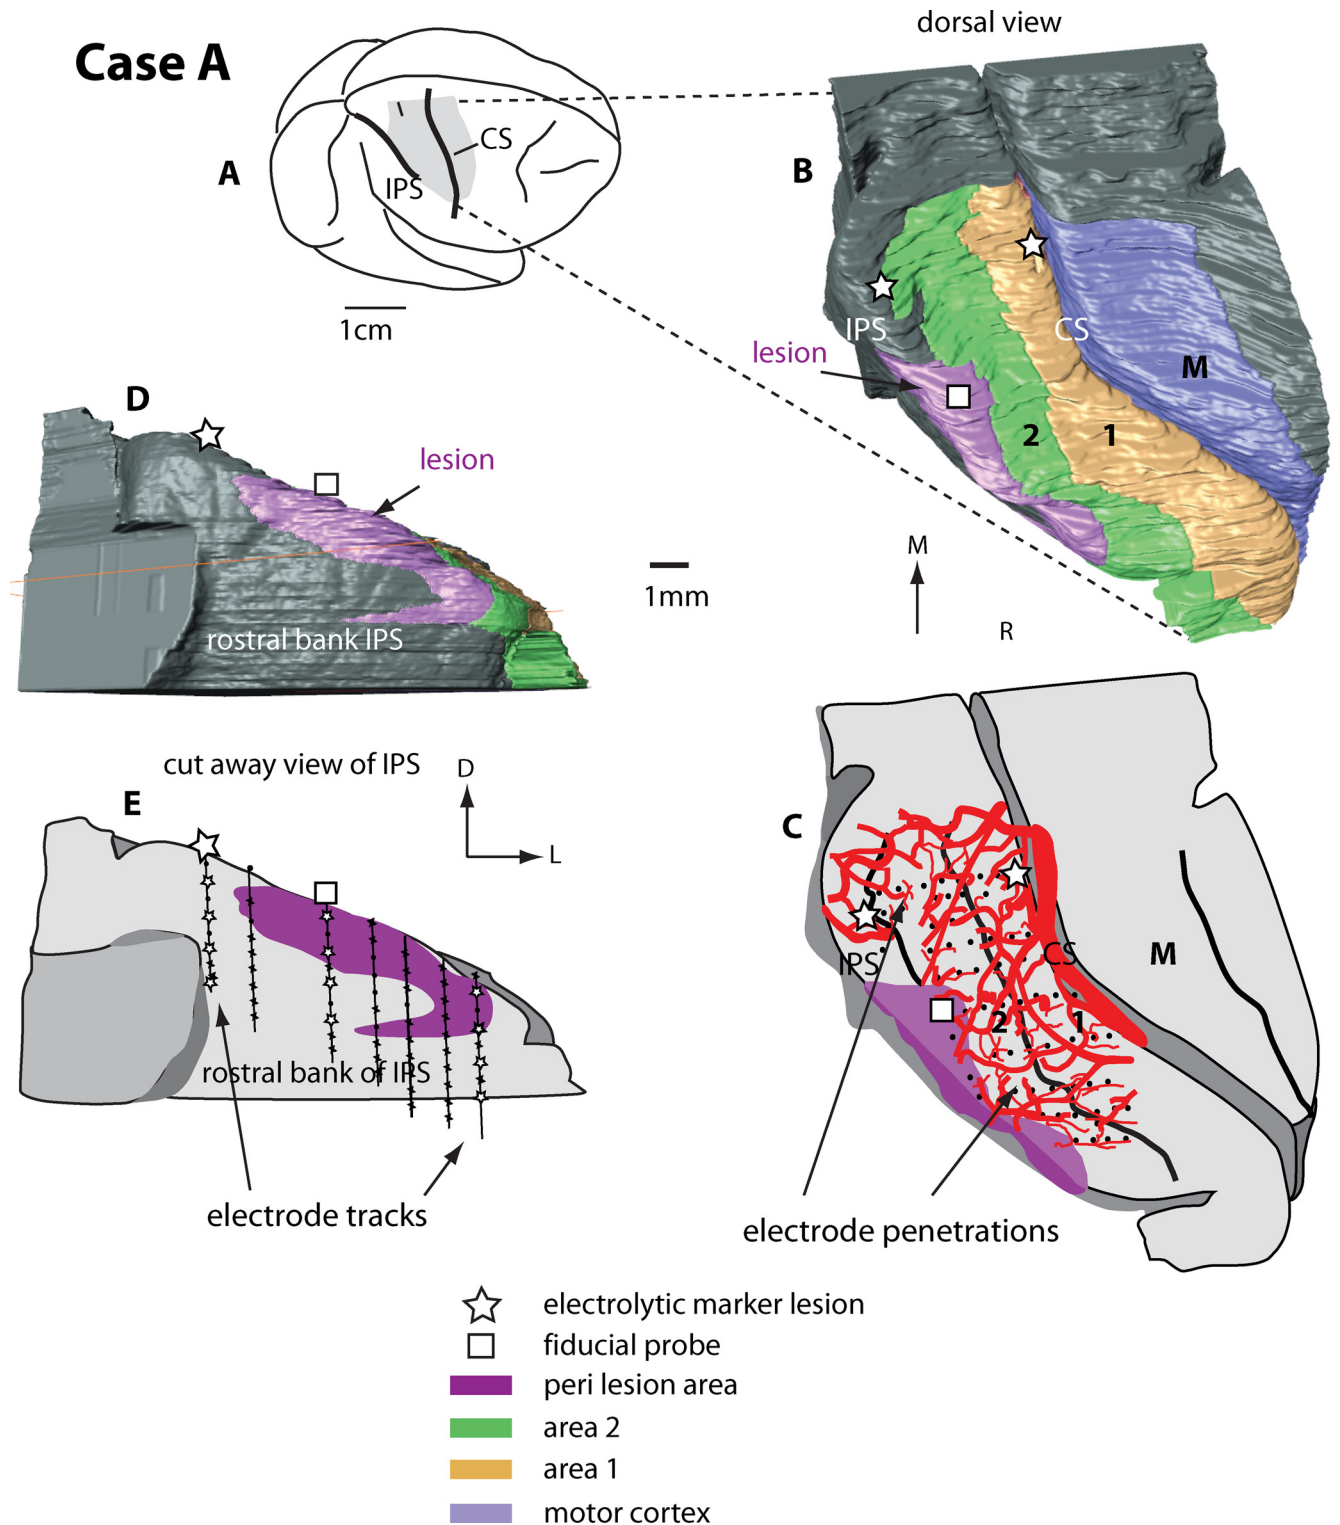 dorsal view
Case A
CS
A
IPS
1cm
B
IPS
CS
lesion
M
2
1
D
lesion
rostral bank IPS
1mm
M
R
cut away view of IPS
D
L
E
rostral bank of IPS
electrode tracks
C
IPS
CS
M
2
1
electrode penetrations
electrolytic marker lesion
fiducial probe
peri lesion area
area 2
area 1
motor cortex